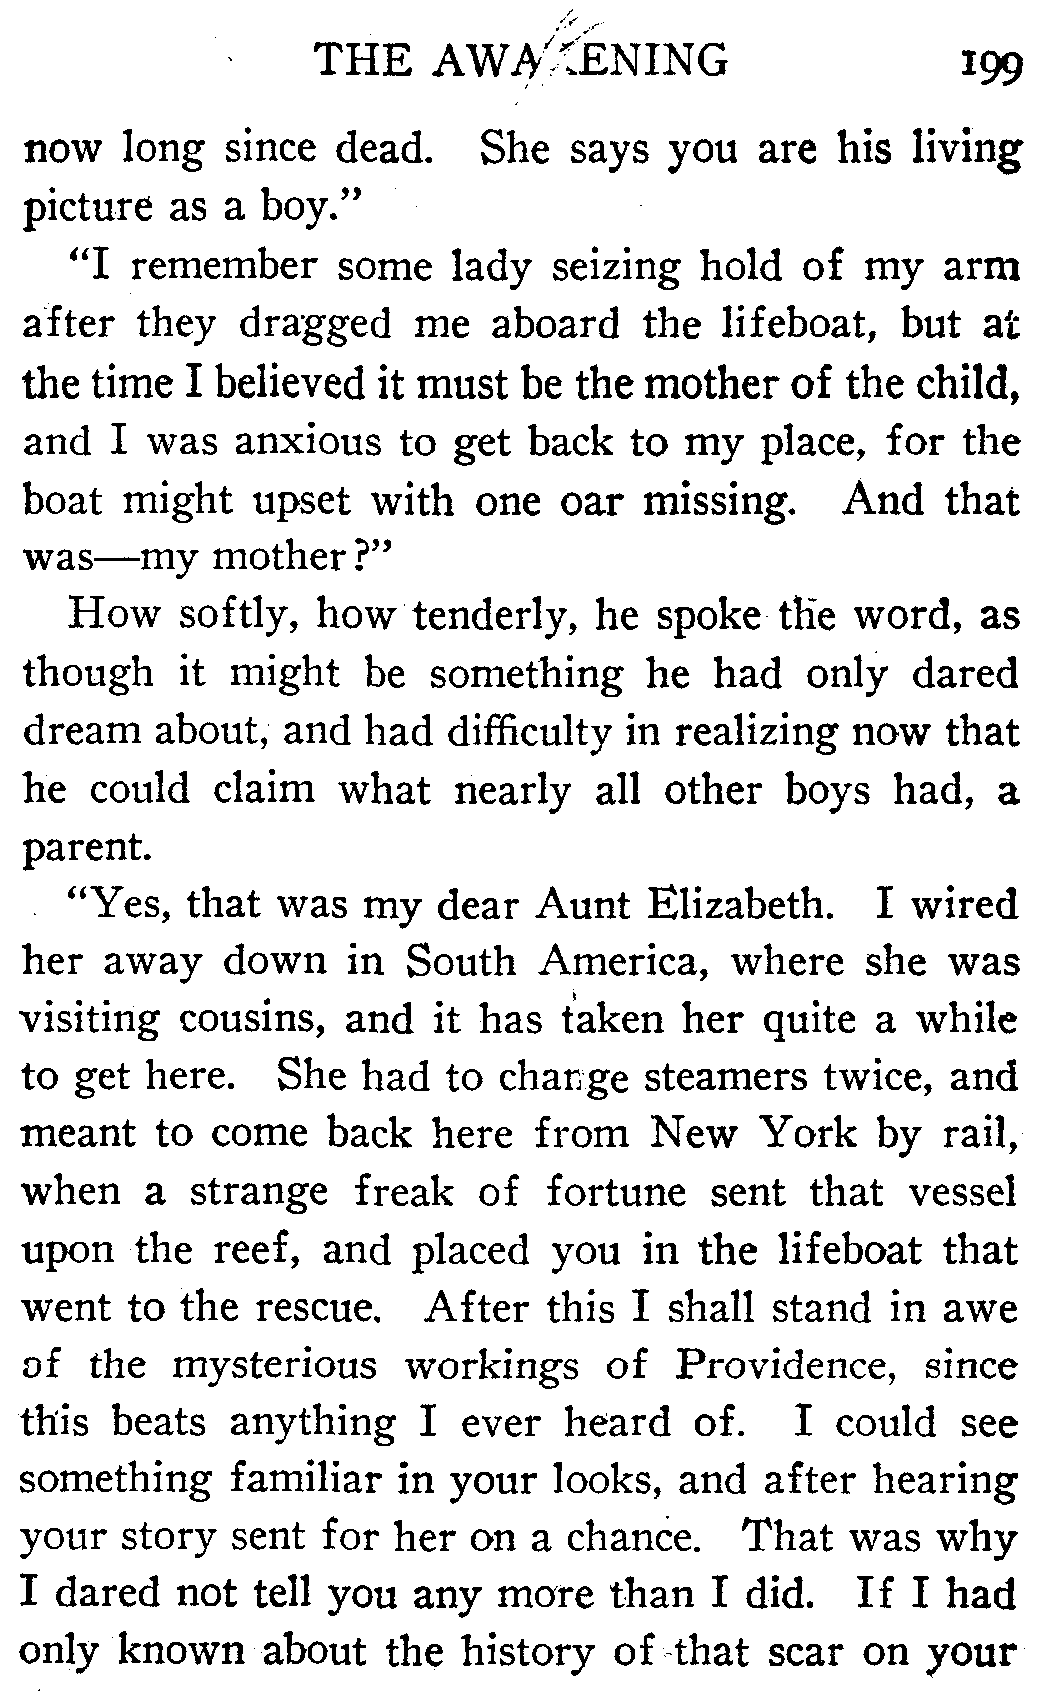 THE AWAKENING 199
now long since dead. She says you are his living
picture as a boy."
"I remember some lady seizing hold of my arm
after they dragged me aboard the lifeboat, but at
the time I believed it must be the mother of the child,
and I was anxious to get back to my place, for the
boat might upset with one oar missing. And that
was—my mother?"
How softly, how tenderly, he spoke the word, as
though it might be something he had only dared
dream about, and had difficulty in realizing now that
he could claim what nearly all other boys had, a
parent.
"Yes, that was my dear Aunt Elizabeth. I wired
her away down in South America, where she was
visiting cousins, and it has taken her quite a while
to get here. She had to change steamers twice, and
meant to come back here from New York by rail,
when a strange freak of fortune sent that vessel
upon the reef, and placed you in the lifeboat that
went to the rescue. After this I shall stand in awe
of the mysterious workings of Providence, since
this beats anything I ever heard of. I could see
something familiar in your looks, and after hearing
your story sent for her on a chance. That was why
I dared not tell you any more than I did. If I had
only known about the history of that scar on your